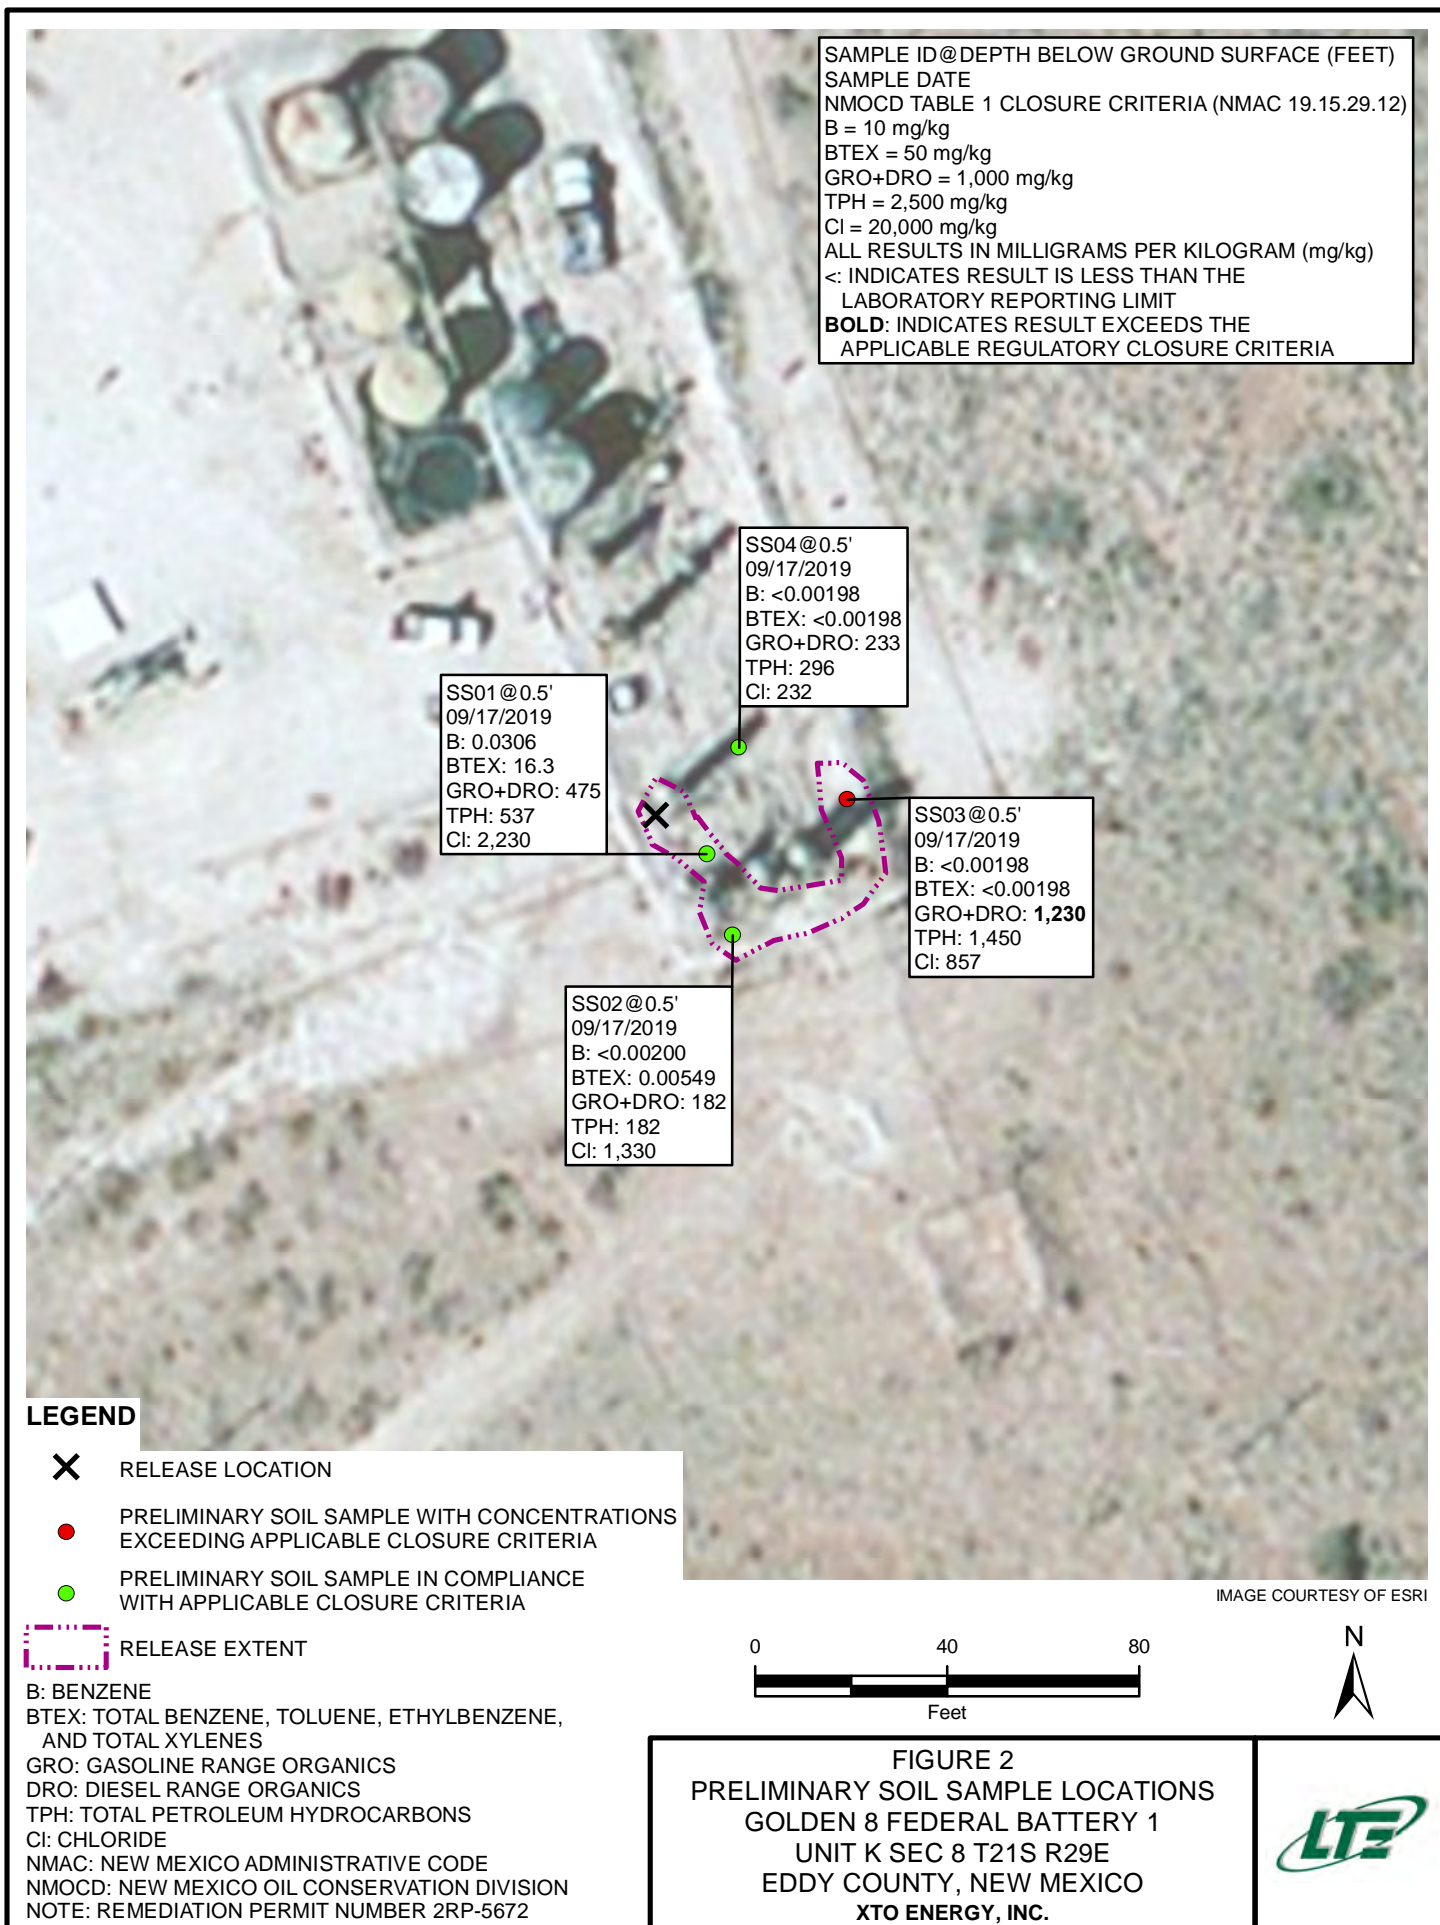 SAMPLE ID@DEPTH BELOW GROUND SURFACE (FEET)
SAMPLE DATE
NMOCD TABLE 1 CLOSURE CRITERIA (NMAC 19.15.29.12)
B = 10 mg/kg
BTEX = 50 mg/kg
GRO+DRO = 1,000 mg/kg
TPH = 2,500 mg/kg
Cl = 20,000 mg/kg
ALL RESULTS IN MILLIGRAMS PER KILOGRAM (mg/kg)
<: INDICATES RESULT IS LESS THAN THE
LABORATORY REPORTING LIMIT
BOLD: INDICATES RESULT EXCEEDS THE
APPLICABLE REGULATORY CLOSURE CRITERIA
SS04@0.5'
09/17/2019
B: <0.00198
BTEX: <0.00198
GRO+DRO: 233
TPH: 296
Cl: 232
SS01@0.5'
09/17/2019
B: 0.0306
BTEX: 16.3
GRO+DRO: 475
TPH: 537
Cl: 2,230
SS03@0.5'
09/17/2019
B: <0.00198
BTEX: <0.00198
GRO+DRO: 1,230
TPH: 1,450
Cl: 857
SS02@0.5'
09/17/2019
B: <0.00200
BTEX: 0.00549
GRO+DRO: 182
TPH: 182
Cl: 1,330
LEGEND
RELEASE LOCATION
PRELIMINARY SOIL SAMPLE WITH CONCENTRATIONS
EXCEEDING APPLICABLE CLOSURE CRITERIA
PRELIMINARY SOIL SAMPLE IN COMPLIANCE
WITH APPLICABLE CLOSURE CRITERIA
RELEASE EXTENT
B: BENZENE
BTEX: TOTAL BENZENE, TOLUENE, ETHYLBENZENE,
AND TOTAL XYLENES
GRO: GASOLINE RANGE ORGANICS
DRO: DIESEL RANGE ORGANICS
TPH: TOTAL PETROLEUM HYDROCARBONS
Cl: CHLORIDE
NMAC: NEW MEXICO ADMINISTRATIVE CODE
NMOCD: NEW MEXICO OIL CONSERVATION DIVISION
NOTE: REMEDIATION PERMIT NUMBER 2RP-5672
IMAGE COURTESY OF ESRI
0 40 80
Feet
N
FIGURE 2
PRELIMINARY SOIL SAMPLE LOCATIONS
GOLDEN 8 FEDERAL BATTERY 1
UNIT K SEC 8 T21S R29E
EDDY COUNTY, NEW MEXICO
XTO ENERGY, INC.
LTE